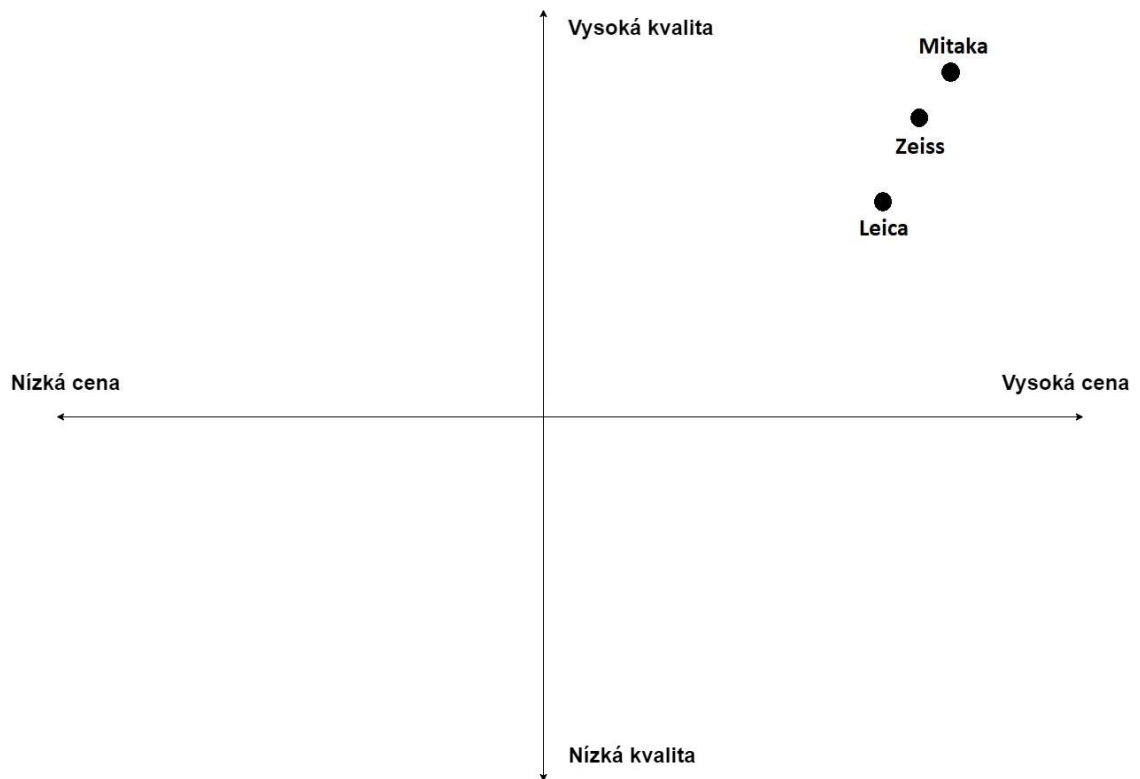 Vysoká kvalita
Mitaka
Zeiss
Leica
Nízká cena
Vysoká cena
Nízká kvalita